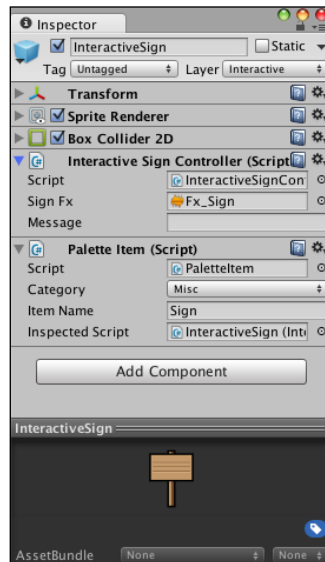 Inspector
InteractiveSign Static
Tag Untagged Layer Interactive
Transform
Sprite Renderer
Box Collider 2D
Interactive Sign Controller (Script
Script InteractiveSignCon
Sign Fx Fx_Sign
Message
Palette Item (Script)
Script PaletteItem
Category Misc
Item Name Sign
Inspected Script InteractiveSign (Inte
Add Component
InteractiveSign
AssetBundle None None